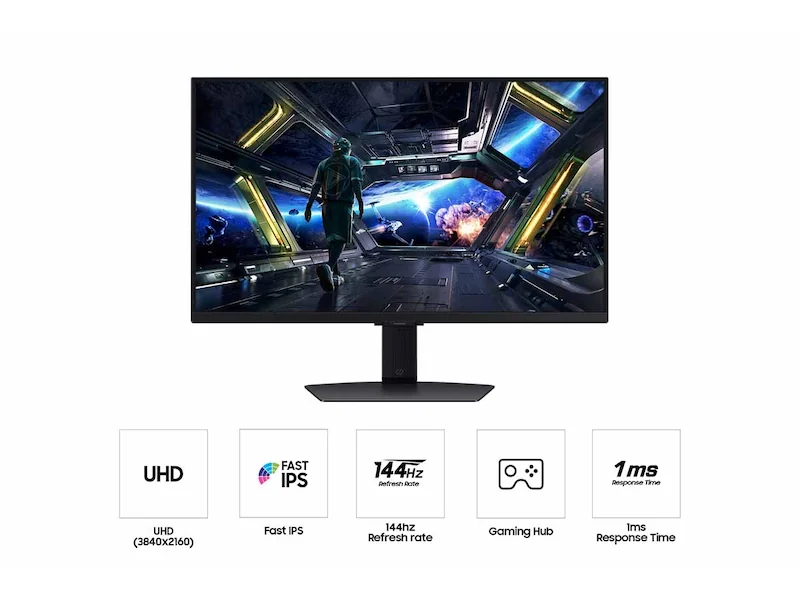 UHD
FAST
IPS
144Hz
Refresh Rate
1ms
Response Time
UHD
(3840x2160)
Fast IPS
144hz
Refresh rate
Gaming Hub
1ms
Response Time